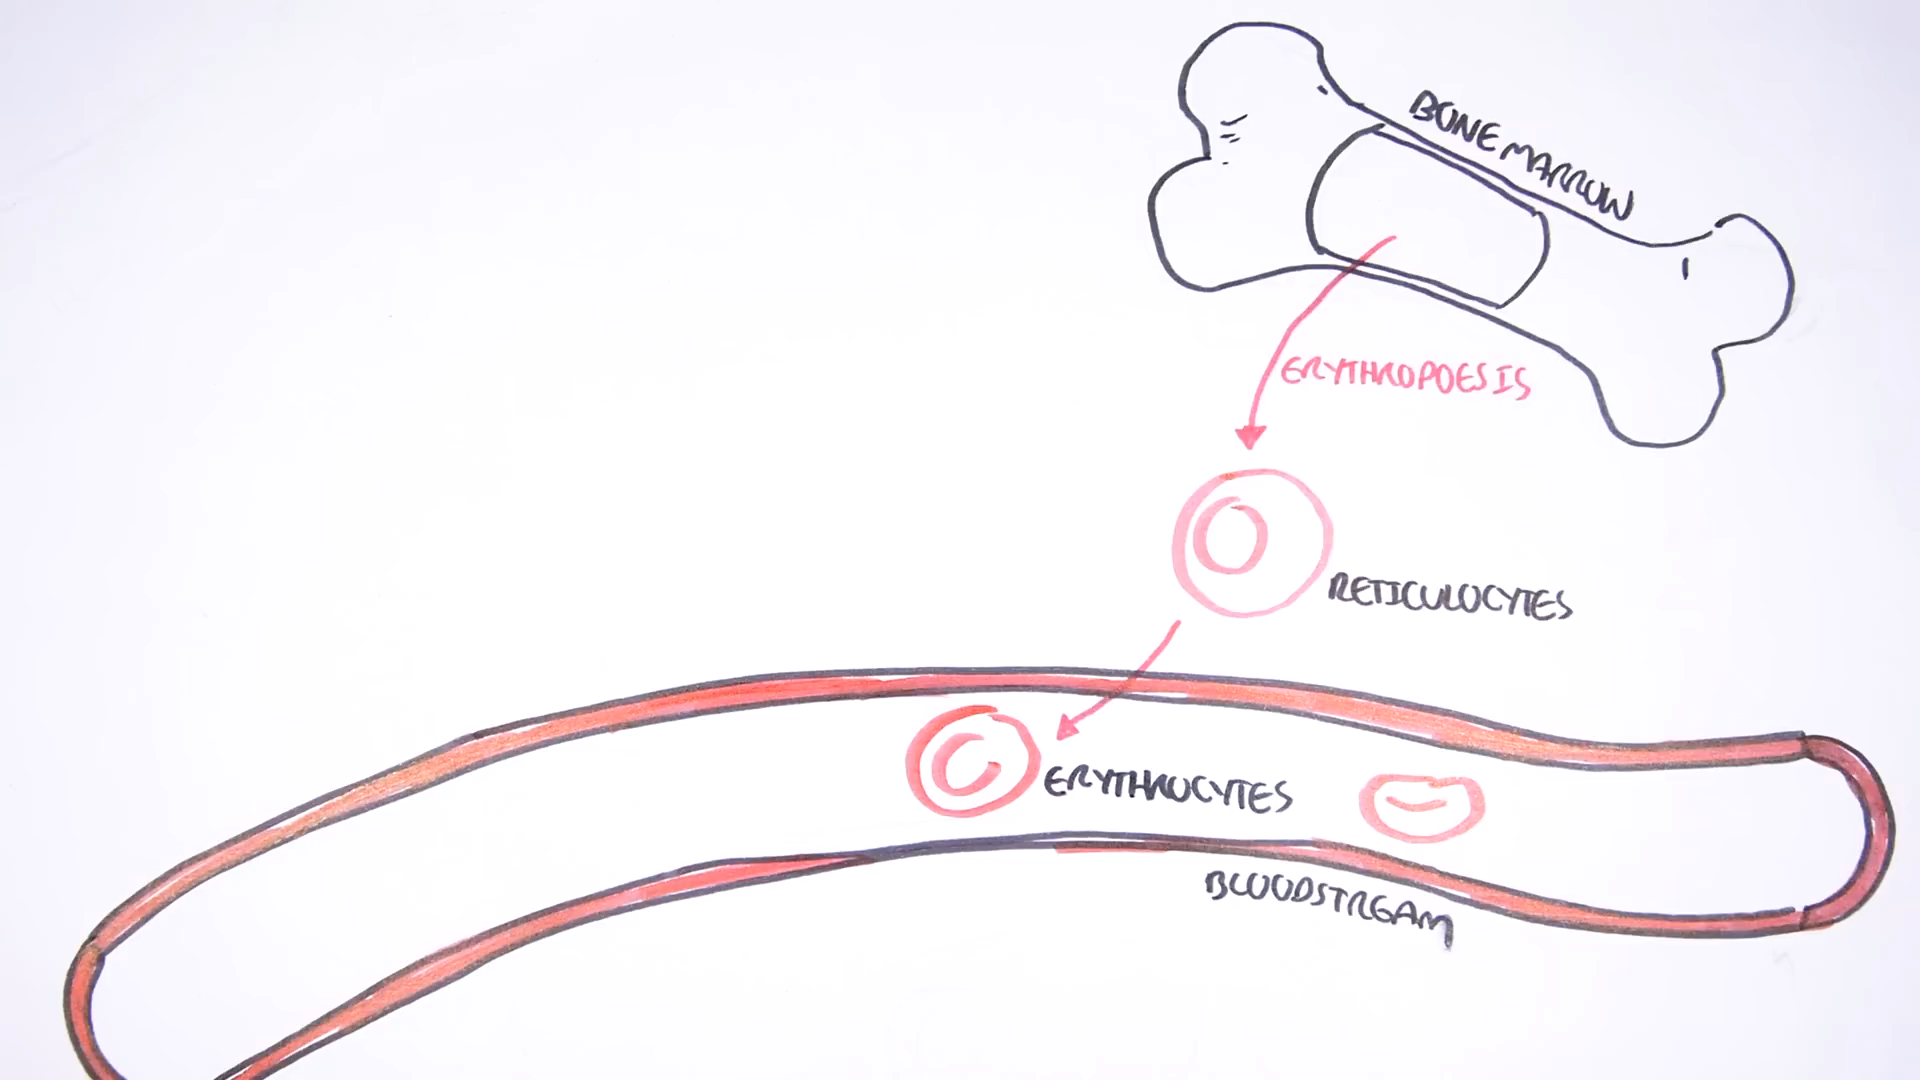 BONE MARROW
ERYTHROPOESIS
RETICULOCYTES
ERYTHROCYTES
BLOODSTREAM